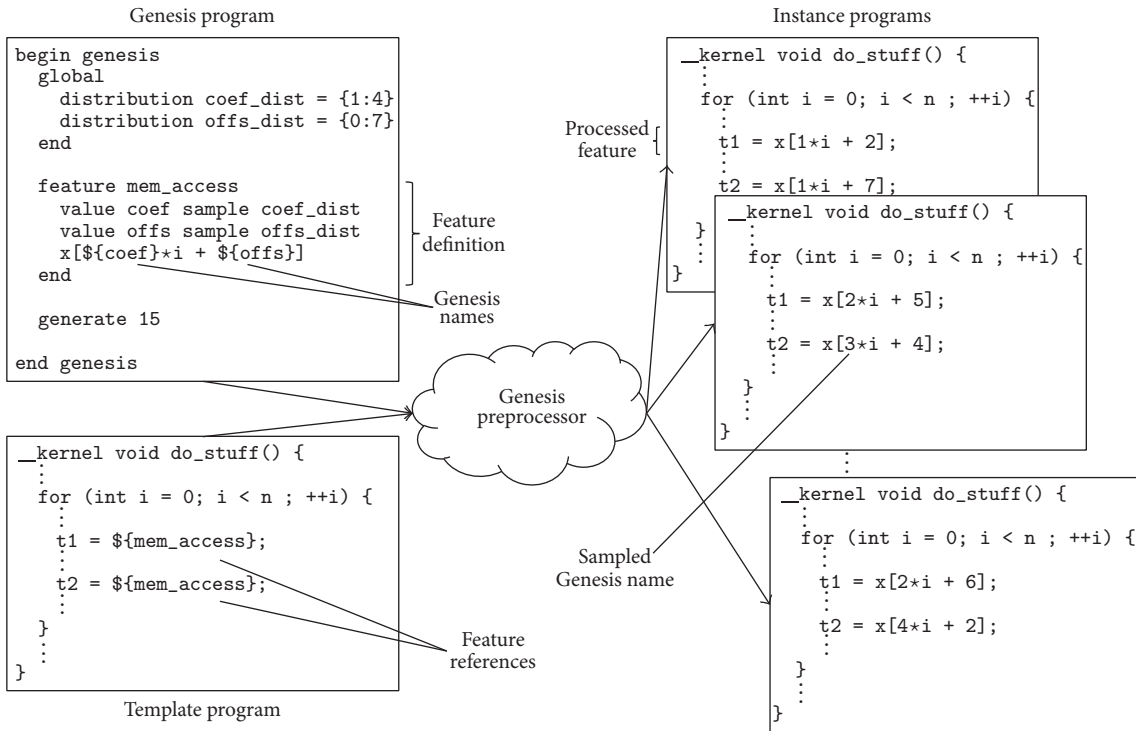 Genesis program
begin genesis
global
distribution coef_dist = {1:4}
distribution offs_dist = {0:7}
end
feature mem_access
value coef sample coef_dist
value offs sample offs_dist
x[${coef}*i + ${offs}]
end
generate 15
end genesis
Feature
definition
Genesis
names
__kernel void do_stuff() {
for (int i = 0; i < n ; ++i) {
t1 = ${mem_access};
t2 = ${mem_access};
}
}
Template program
Feature
references
Genesis
preprocessor
Instance programs
Processed
feature
__kernel void do_stuff() {
for (int i = 0; i < n ; ++i) {
t1 = x[1*i + 2];
t2 = x[1*i + 7];
}
}
__kernel void do_stuff() {
for (int i = 0; i < n ; ++i) {
t1 = x[2*i + 5];
t2 = x[3*i + 4];
}
}
Sampled
Genesis name
__kernel void do_stuff() {
for (int i = 0; i < n ; ++i) {
t1 = x[2*i + 6];
t2 = x[4*i + 2];
}
}